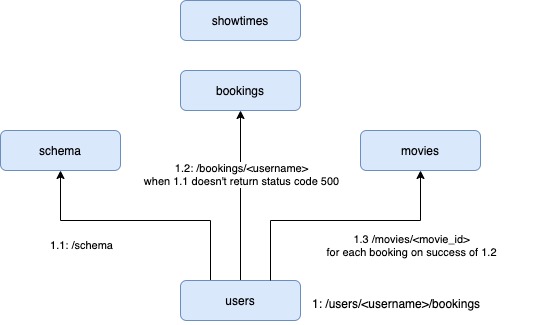 showtimes
bookings
schema
movies
1.2: /bookings/<username>
when 1.1 doesn't return status code 500
1.1: /schema
1.3 /movies/<movie_id>
for each booking on success of 1.2
users
1: /users/<username>/bookings